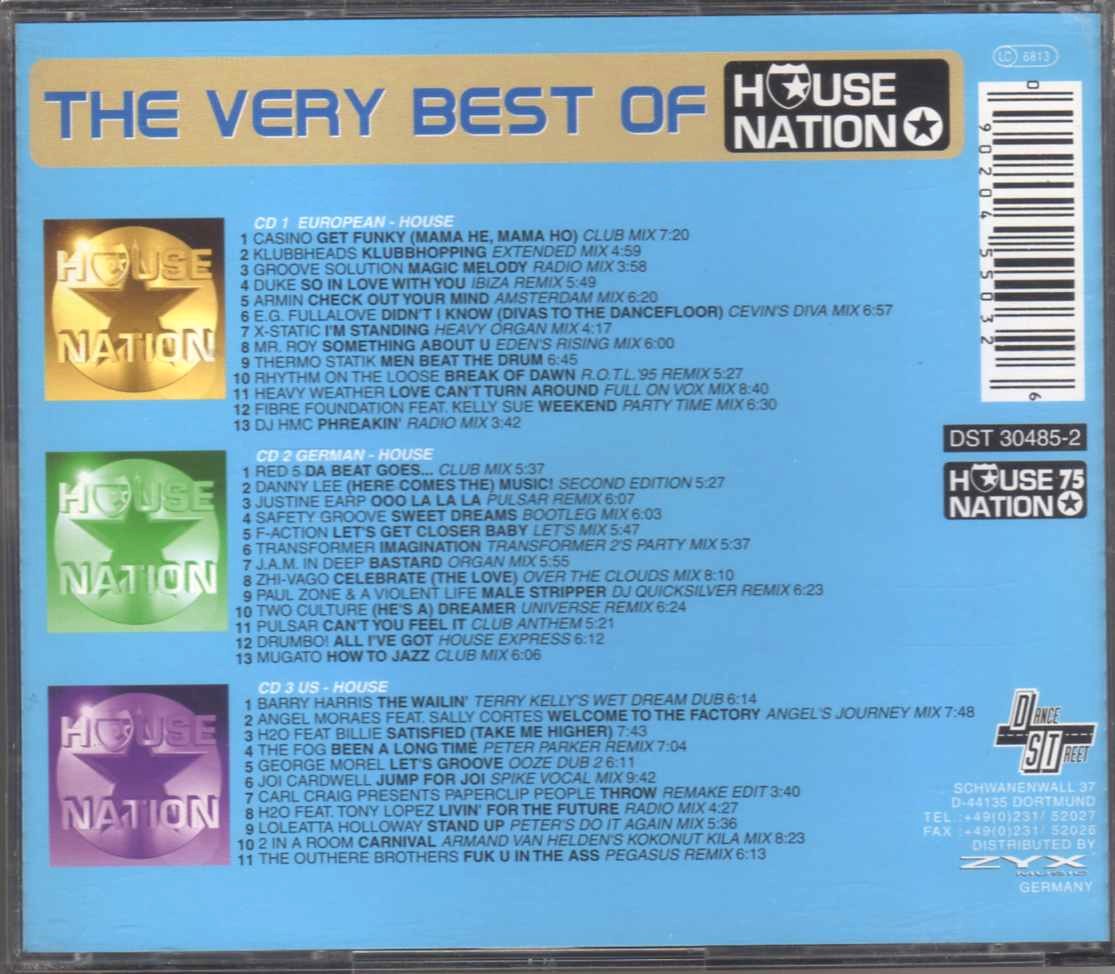 LC 6813
THE VERY BEST OF HOUSE NATION
0 90204 55032 6
HOUSE NATION
CD 1 EUROPEAN - HOUSE
1 CASINO GET FUNKY (MAMA HE, MAMA HO) CLUB MIX 7:20
2 KLUBBHEADS KLUBBHOPPING EXTENDED MIX 4:59
3 GROOVE SOLUTION MAGIC MELODY RADIO MIX 3:58
4 DUKE SO IN LOVE WITH YOU IBIZA REMIX 5:49
5 ARMIN CHECK OUT YOUR MIND AMSTERDAM MIX 6:20
6 E.G. FULLALOVE DIDN'T I KNOW (DIVAS TO THE DANCEFLOOR) CEVIN'S DIVA MIX 6:57
7 X-STATIC I'M STANDING HEAVY ORGAN MIX 4:17
8 MR. ROY SOMETHING ABOUT U EDEN'S RISING MIX 6:00
9 THERMO STATIK MEN BEAT THE DRUM 6:45
10 RHYTHM ON THE LOOSE BREAK OF DAWN R.O.T.L.'95 REMIX 5:27
11 HEAVY WEATHER LOVE CAN'T TURN AROUND FULL ON VOX MIX 8:40
12 FIBRE FOUNDATION FEAT. KELLY SUE WEEKEND PARTY TIME MIX 6:30
13 DJ HMC PHREAKIN' RADIO MIX 3:42
DST 30485-2
HOUSE 75
NATION
HOUSE NATION
CD 2 GERMAN - HOUSE
1 RED 5 DA BEAT GOES... CLUB MIX 5:37
2 DANNY LEE (HERE COMES THE) MUSIC! SECOND EDITION 5:27
3 JUSTINE EARP OOO LA LA LA PULSAR REMIX 6:07
4 SAFETY GROOVE SWEET DREAMS BOOTLEG MIX 6:03
5 F-ACTION LET'S GET CLOSER BABY LET'S MIX 5:47
6 TRANSFORMER IMAGINATION TRANSFORMER 2'S PARTY MIX 5:37
7 J.A.M. IN DEEP BASTARD ORGAN MIX 5:55
8 ZHI-VAGO CELEBRATE (THE LOVE) OVER THE CLOUDS MIX 8:10
9 PAUL ZONE & A VIOLENT LIFE MALE STRIPPER DJ QUICKSILVER REMIX 6:23
10 TWO CULTURE (HE'S A) DREAMER UNIVERSE REMIX 6:24
11 PULSAR CAN'T YOU FEEL IT CLUB ANTHEM 5:21
12 DRUMBO! ALL I'VE GOT HOUSE EXPRESS 6:12
13 MUGATO HOW TO JAZZ CLUB MIX 6:06
HOUSE NATION
CD 3 US - HOUSE
1 BARRY HARRIS THE WAILIN' TERRY KELLY'S WET DREAM DUB 6:14
2 ANGEL MORAES FEAT. SALLY CORTES WELCOME TO THE FACTORY ANGEL'S JOURNEY MIX 7:48
3 H2O FEAT BILLIE SATISFIED (TAKE ME HIGHER) 7:43
4 THE FOG BEEN A LONG TIME PETER PARKER REMIX 7:04
5 GEORGE MOREL LET'S GROOVE OOZE DUB 2 6:11
6 JOI CARDWELL JUMP FOR JOI SPIKE VOCAL MIX 9:42
7 CARL CRAIG PRESENTS PAPERCLIP PEOPLE THROW REMAKE EDIT 3:40
8 H2O FEAT. TONY LOPEZ LIVIN' FOR THE FUTURE RADIO MIX 4:27
9 LOLEATTA HOLLOWAY STAND UP PETER'S DO IT AGAIN MIX 5:36
10 2 IN A ROOM CARNIVAL ARMAND VAN HELDEN'S KOKONUT KILA MIX 8:23
11 THE OUTHERE BROTHERS FUK U IN THE ASS PEGASUS REMIX 6:13
DANCE
STREET
SCHWANENWALL 37
D-44135 DORTMUND
TEL.:+49(0)231/ 52027
FAX :+49(0)231/ 52026
DISTRIBUTED BY
ZYX
MUSIC
GERMANY